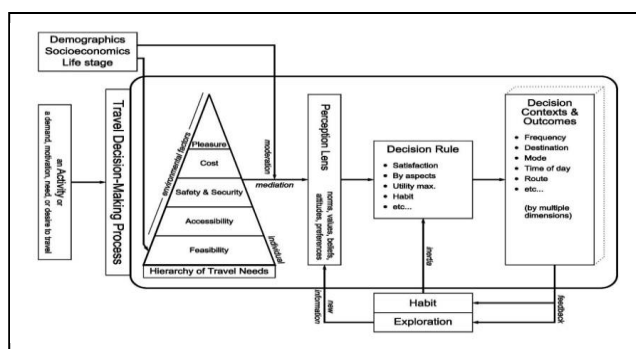 Demographics
Socioeconomics
Life stage
an Activity or
a demand, motivation, need, or desire to travel
Travel Decision-Making Process
environmental factors
Pleasure
Cost
Safety & Security
Accessibility
Feasibility
individual
Hierarchy of Travel Needs
moderation
mediation
Perception Lens
norms, values, beliefs,
attitudes, preferences
Decision Rule
• Satisfaction
• By aspects
• Utility max.
• Habit
• etc...
Decision
Contexts &
Outcomes
• Frequency
• Destination
• Mode
• Time of day
• Route
• etc...
(by multiple
dimensions)
new
information
inertia
feedback
Habit
Exploration